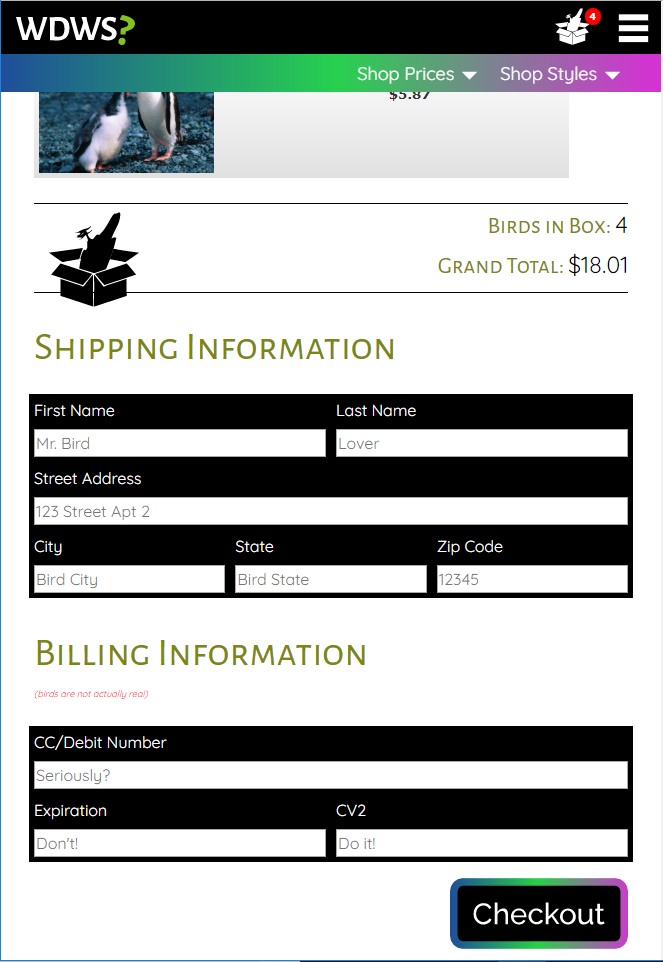 WDWS?
4
Shop Prices
Shop Styles
$5.87
Birds in Box: 4
Grand Total: $18.01
Shipping Information
First Name Last Name
Mr. Bird Lover
Street Address
123 Street Apt 2
City State Zip Code
Bird City Bird State 12345
Billing Information
(birds are not actually real)
CC/Debit Number
Seriously?
Expiration CV2
Don't! Do it!
Checkout